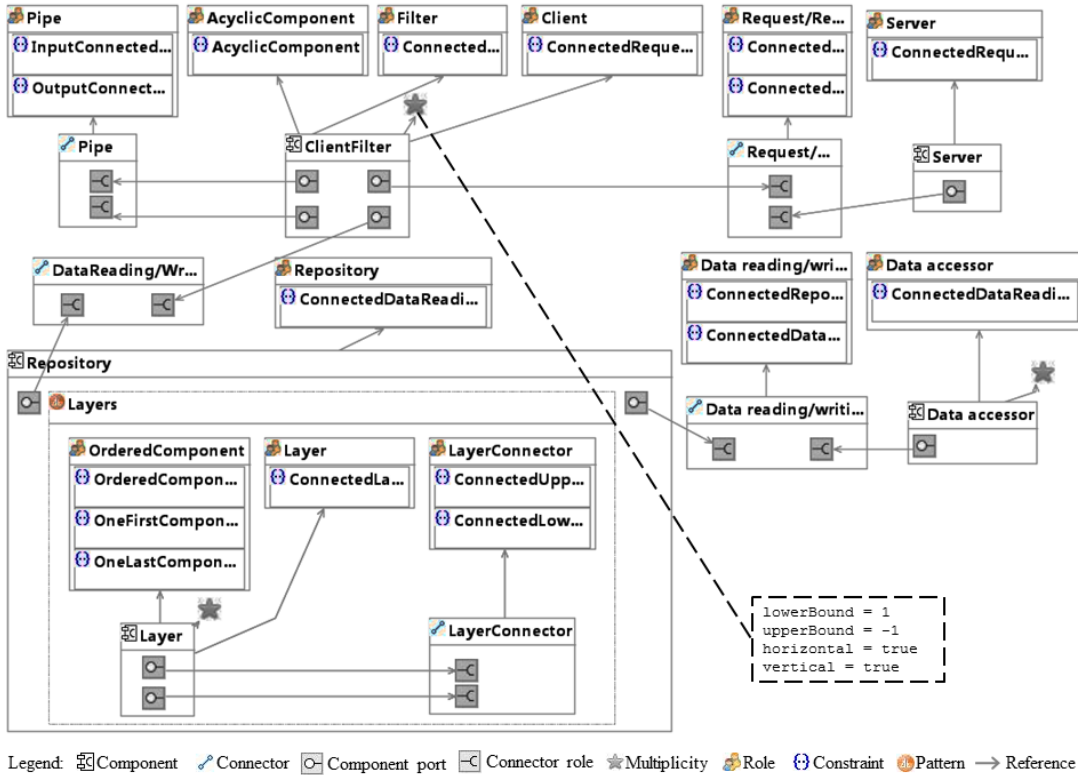 Pipe
InputConnected...
OutputConnect...
AcyclicComponent
AcyclicComponent
Filter
Connected...
Client
ConnectedReque...
Request/Re...
Connected...
Connected...
Server
ConnectedRequ...
Pipe
ClientFilter
Request/...
Server
DataReading/Wr...
Repository
ConnectedDataReadi...
Data reading/wri...
ConnectedRepo...
ConnectedData...
Data accessor
ConnectedDataReadi...
Repository
Layers
Data reading/writi...
Data accessor
OrderedComponent
OrderedCompon...
OneFirstCompon...
OneLastCompon...
Layer
ConnectedLa...
LayerConnector
ConnectedUpp...
ConnectedLow...
Layer
LayerConnector
lowerBound = 1
upperBound = -1
horizontal = true
vertical = true
Legend: Component Connector Component port Connector role Multiplicity Role Constraint Pattern Reference